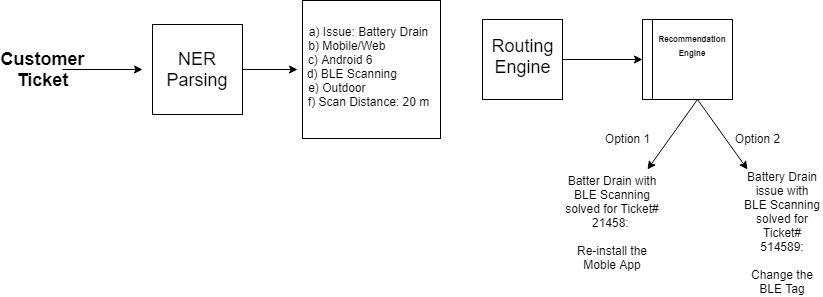 Customer
Ticket
NER
Parsing
a) Issue: Battery Drain
b) Mobile/Web
c) Android 6
d) BLE Scanning
e) Outdoor
f) Scan Distance: 20 m
Routing
Engine
Recommendation
Engine
Option 1
Option 2
Batter Drain with
BLE Scanning
solved for Ticket#
21458:
Re-install the
Moble App
Battery Drain
issue with
BLE Scanning
solved for
Ticket#
514589:
Change the
BLE Tag